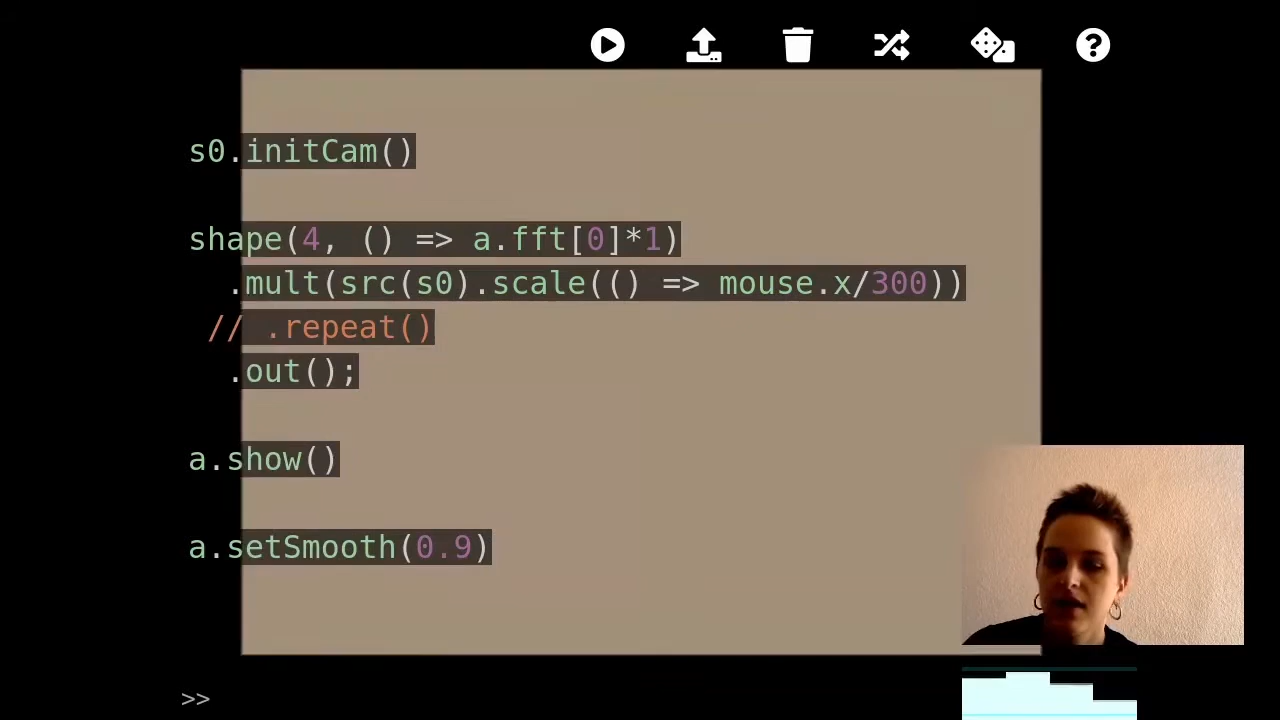 s0.initCam()
shape(4, () => a.fft[0]*1)
.mult(src(s0).scale(() => mouse.x/300))
// .repeat()
.out();
a.show()
a.setSmooth(0.9)
>>